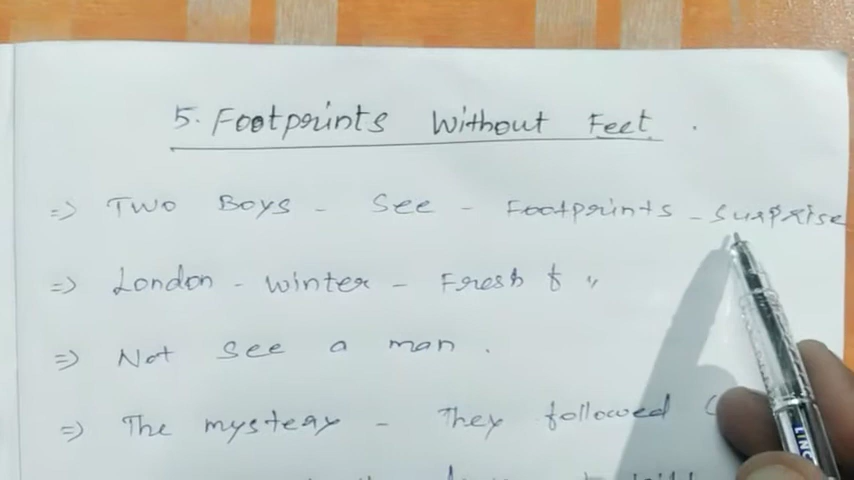 5. Footprints Without Feet.
=> Two Boys - See - Footprints - Surprise
=> London - winter - Fresh f "
=> Not see a man.
=> The mysteay - They followed (
LINC